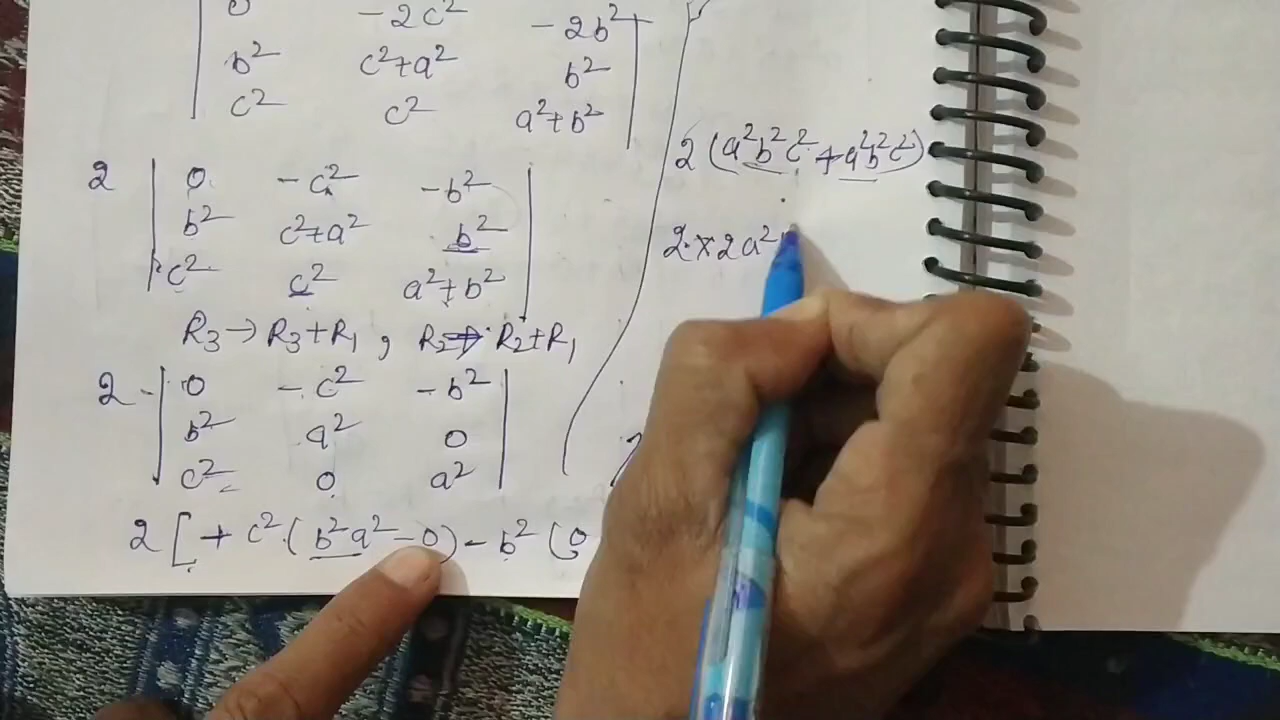 0 -2c² -2b²
b² c²+a² b²
c² c² a²+b²
2 | 0 -c² -b² |
b² c²+a² b²
c² c² a²+b²
R₃ → R₃+R₁ , R₂ → R₂+R₁
2 | 0 -c² -b² |
b² a² 0
c² 0 a²
2 [ + c² ( b²a² - 0 ) - b² ( 0
2 (a²b²c² + a²b²c²)
2 × 2a²